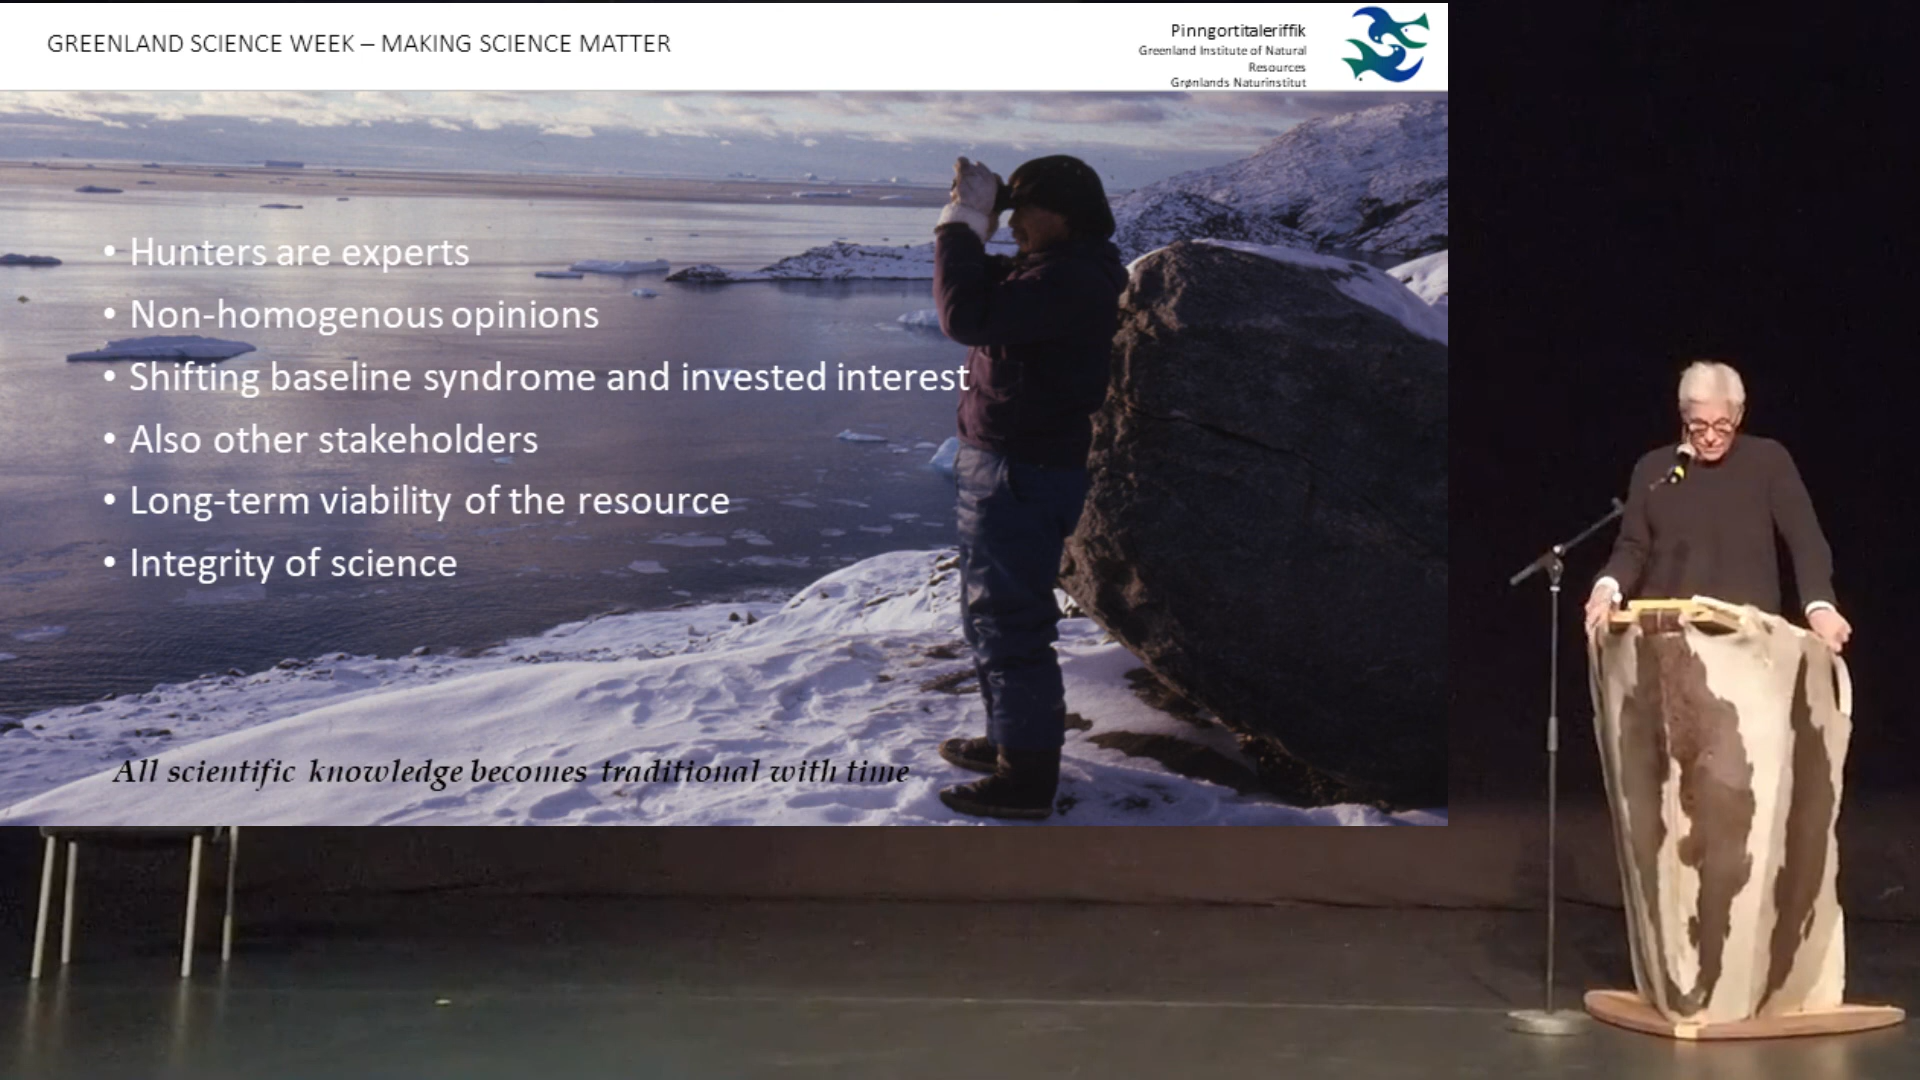 GREENLAND SCIENCE WEEK – MAKING SCIENCE MATTER
Pinngortitaleriffik
Greenland Institute of Natural
Resources
Grønlands Naturinstitut
• Hunters are experts
• Non-homogenous opinions
• Shifting baseline syndrome and invested interest
• Also other stakeholders
• Long-term viability of the resource
• Integrity of science
All scientific knowledge becomes traditional with time